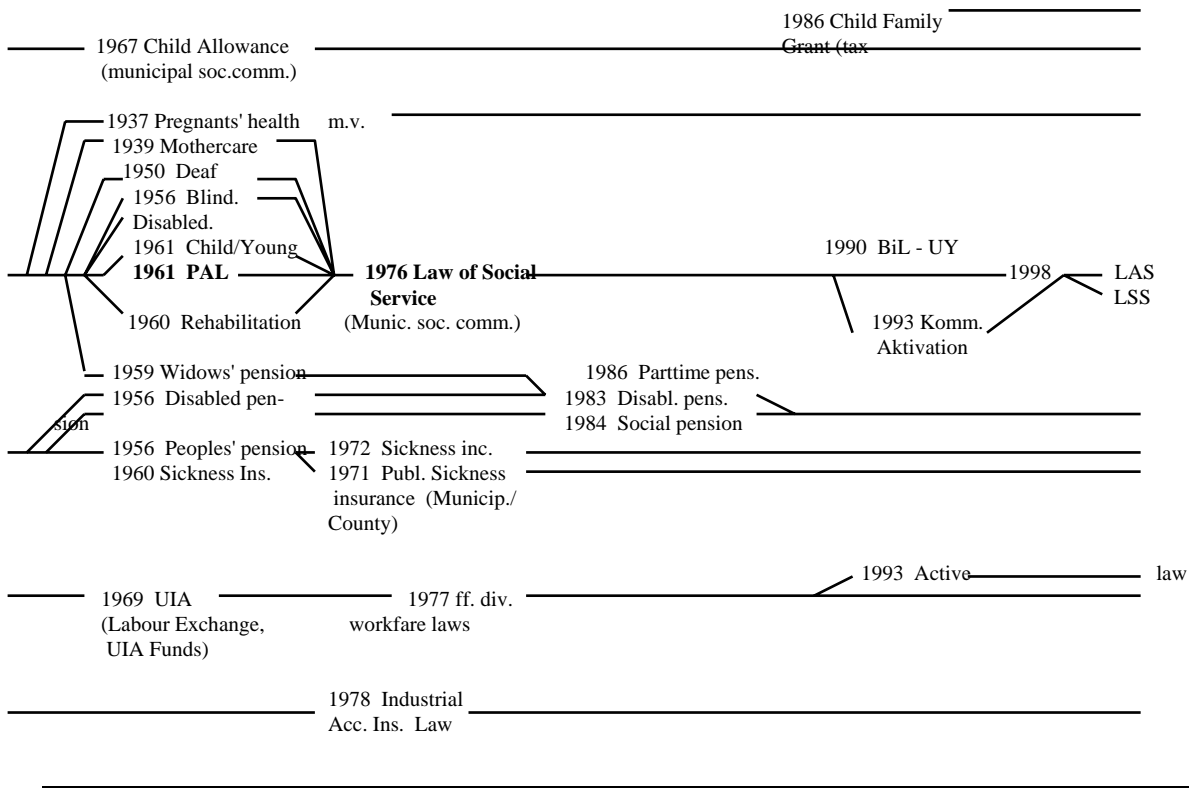 1986 Child Family
Grant (tax
1967 Child Allowance
(municipal soc.comm.)
1937 Pregnants' health m.v.
1939 Mothercare
1950 Deaf
1956 Blind.
Disabled.
1961 Child/Young
1961 PAL
1976 Law of Social
Service
(Munic. soc. comm.)
1990 BiL - UY
1998
LAS
LSS
1960 Rehabilitation
1993 Komm.
Aktivation
1959 Widows' pension
1956 Disabled pen-
sion
1986 Parttime pens.
1983 Disabl. pens.
1984 Social pension
1956 Peoples' pension
1960 Sickness Ins.
1972 Sickness inc.
1971 Publ. Sickness
insurance (Municip./
County)
1993 Active law
1969 UIA
(Labour Exchange,
UIA Funds)
1977 ff. div.
workfare laws
1978 Industrial
Acc. Ins. Law